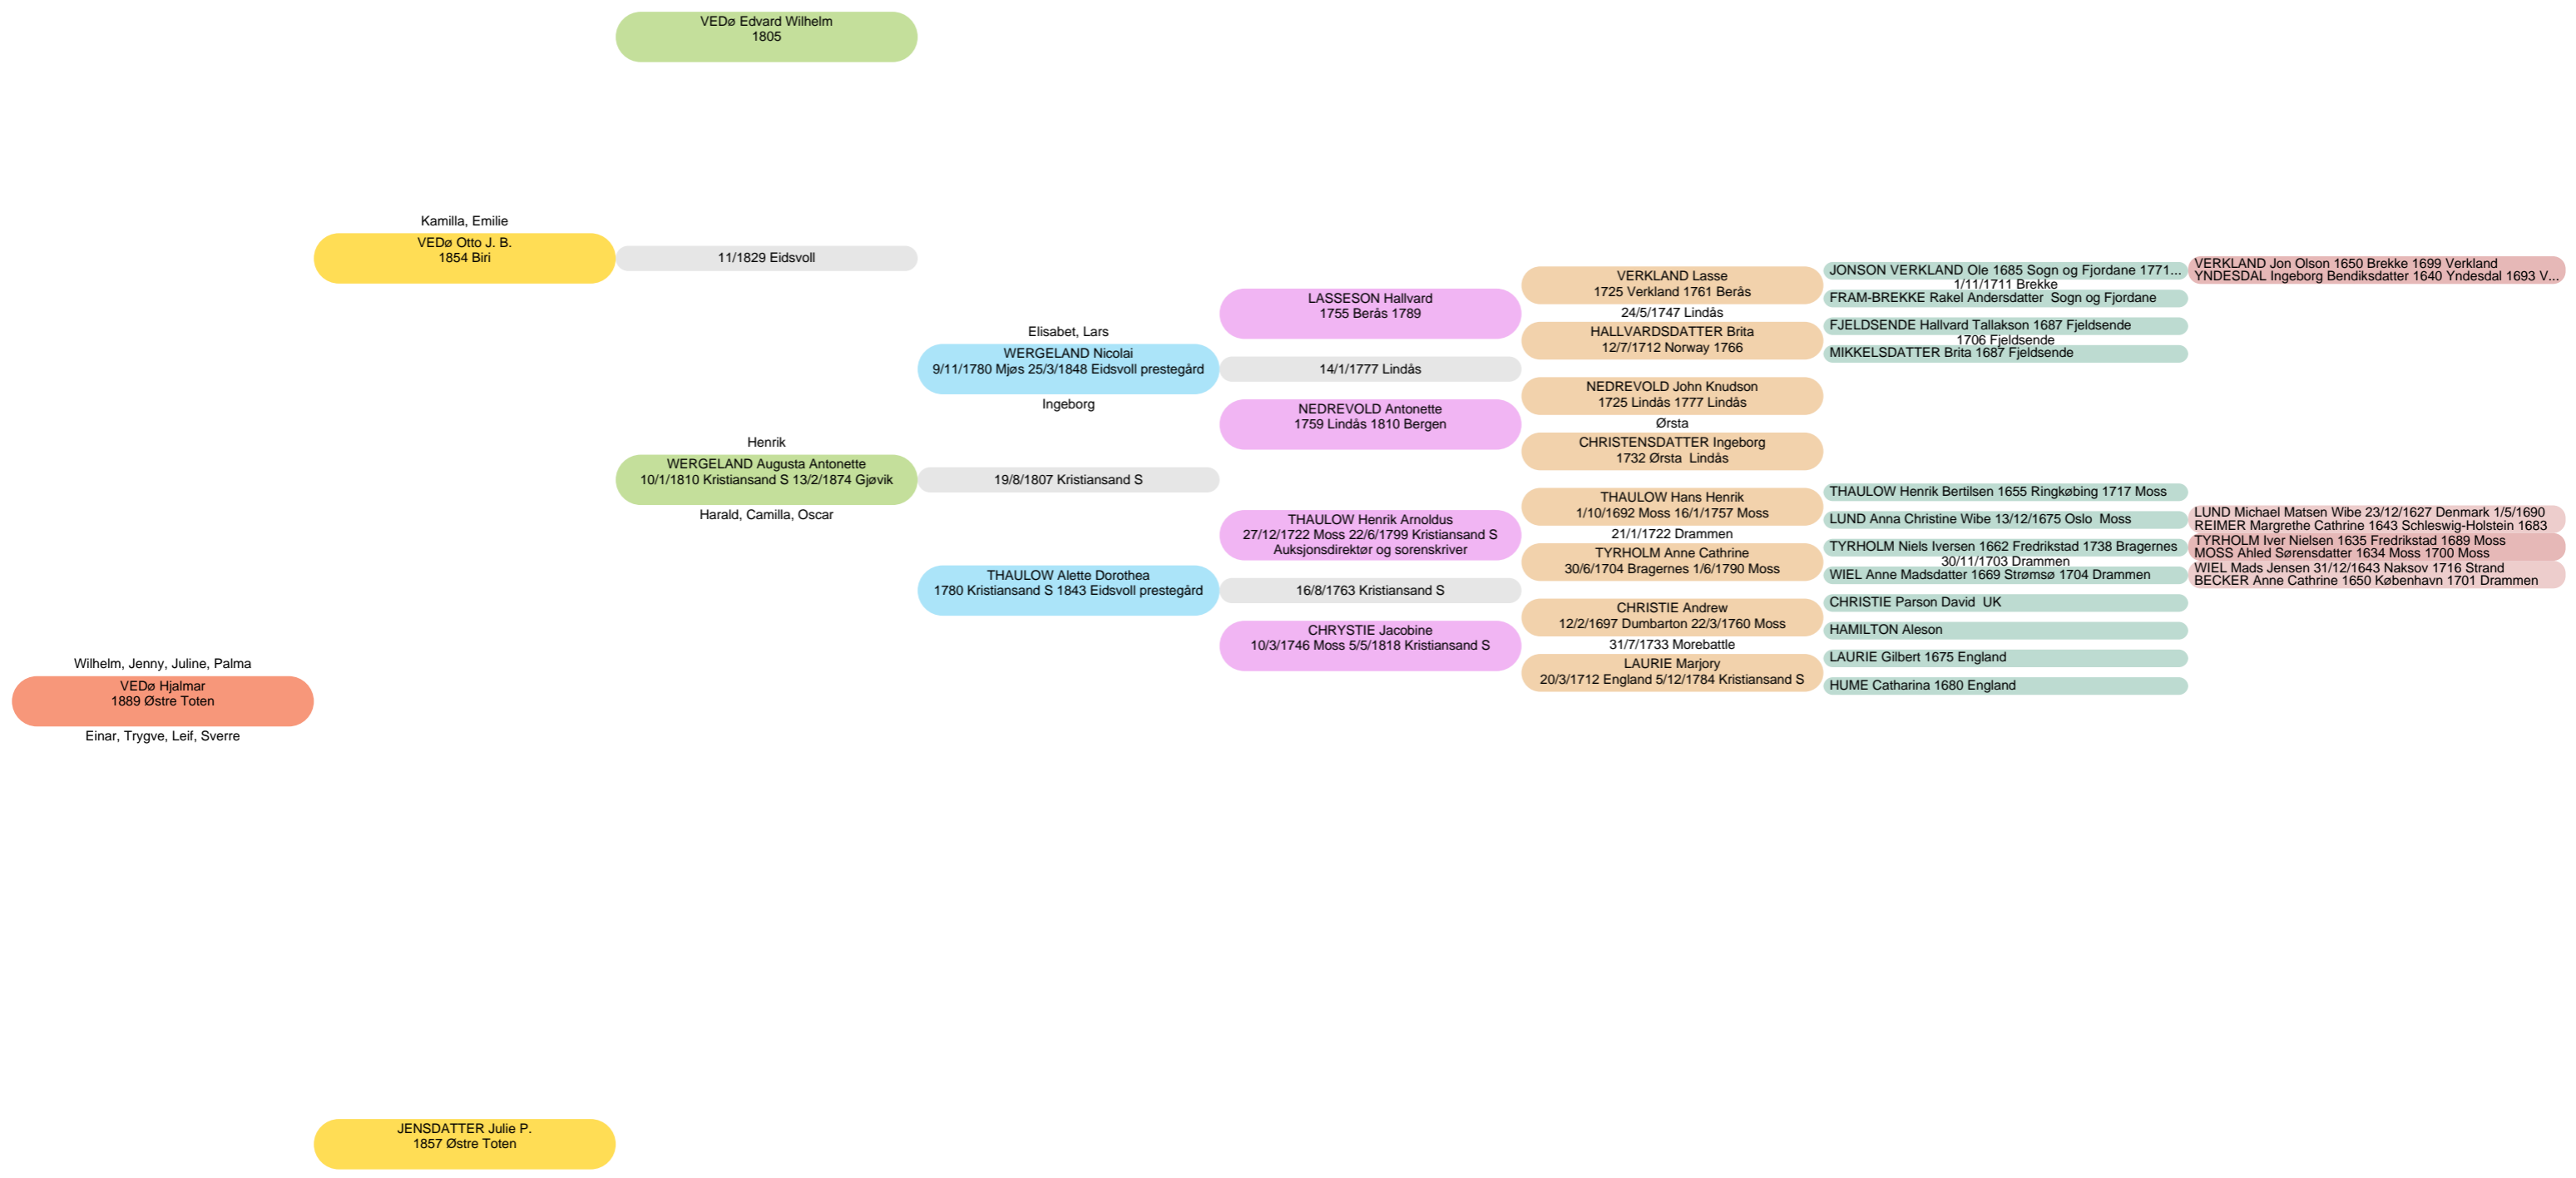 VEDø Edvard Wilhelm
1805
Kamilla, Emilie
VEDø Otto J. B.
1854 Biri
11/1829 Eidsvoll
Henrik
WERGELAND Augusta Antonette
10/1/1810 Kristiansand S 13/2/1874 Gjøvik
Harald, Camilla, Oscar
Wilhelm, Jenny, Juline, Palma
VEDø Hjalmar
1889 Østre Toten
Einar, Trygve, Leif, Sverre
JENSDATTER Julie P.
1857 Østre Toten
Elisabet, Lars
WERGELAND Nicolai
9/11/1780 Mjøs 25/3/1848 Eidsvoll prestegård
Ingeborg
19/8/1807 Kristiansand S
THAULOW Alette Dorothea
1780 Kristiansand S 1843 Eidsvoll prestegård
LASSESON Hallvard
1755 Berås 1789
14/1/1777 Lindås
NEDREVOLD Antonette
1759 Lindås 1810 Bergen
THAULOW Henrik Arnoldus
27/12/1722 Moss 22/6/1799 Kristiansand S
Auksjonsdirektør og sorenskriver
16/8/1763 Kristiansand S
CHRYSTIE Jacobine
10/3/1746 Moss 5/5/1818 Kristiansand S
VERKLAND Lasse
1725 Verkland 1761 Berås
24/5/1747 Lindås
HALLVARDSDATTER Brita
12/7/1712 Norway 1766
NEDREVOLD John Knudson
1725 Lindås 1777 Lindås
Ørsta
CHRISTENSDATTER Ingeborg
1732 Ørsta  Lindås
THAULOW Hans Henrik
1/10/1692 Moss 16/1/1757 Moss
21/1/1722 Drammen
TYRHOLM Anne Cathrine
30/6/1704 Bragernes 1/6/1790 Moss
CHRISTIE Andrew
12/2/1697 Dumbarton 22/3/1760 Moss
31/7/1733 Morebattle
LAURIE Marjory
20/3/1712 England 5/12/1784 Kristiansand S
JONSON VERKLAND Ole 1685 Sogn og Fjordane 1771...
1/11/1711 Brekke
FRAM-BREKKE Rakel Andersdatter  Sogn og Fjordane
FJELDSENDE Hallvard Tallakson 1687 Fjeldsende
1706 Fjeldsende
MIKKELSDATTER Brita 1687 Fjeldsende
THAULOW Henrik Bertilsen 1655 Ringkøbing 1717 Moss
LUND Anna Christine Wibe 13/12/1675 Oslo  Moss
TYRHOLM Niels Iversen 1662 Fredrikstad 1738 Bragernes
30/11/1703 Drammen
WIEL Anne Madsdatter 1669 Strømsø 1704 Drammen
CHRISTIE Parson David  UK
HAMILTON Aleson
LAURIE Gilbert 1675 England
HUME Catharina 1680 England
VERKLAND Jon Olson 1650 Brekke 1699 Verkland
YNDESDAL Ingeborg Bendiksdatter 1640 Yndesdal 1693 V...
LUND Michael Matsen Wibe 23/12/1627 Denmark 1/5/1690
REIMER Margrethe Cathrine 1643 Schleswig-Holstein 1683
TYRHOLM Iver Nielsen 1635 Fredrikstad 1689 Moss
MOSS Ahled Sørensdatter 1634 Moss 1700 Moss
WIEL Mads Jensen 31/12/1643 Naksov 1716 Strand
BECKER Anne Cathrine 1650 København 1701 Drammen